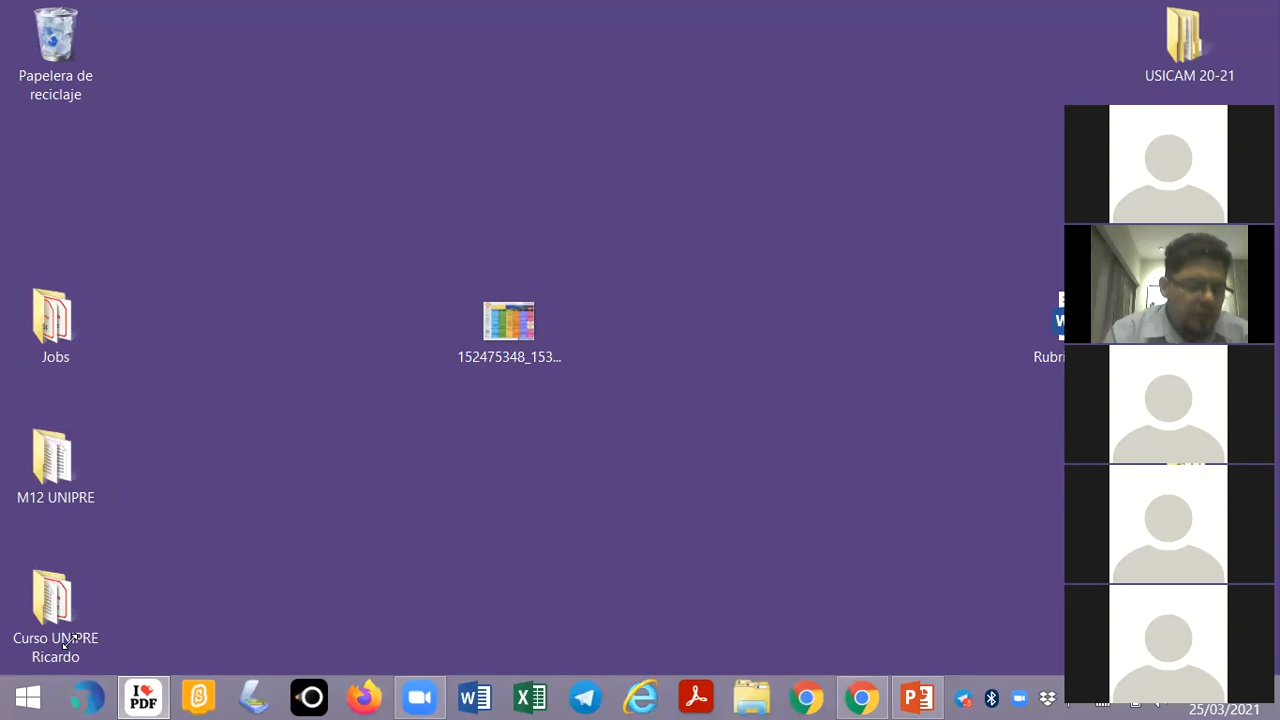 Papelera de
reciclaje
USICAM 20-21
Jobs
152475348_153...
Rubri
M12 UNIPRE
Curso UNIPRE
Ricardo
I
PDF
25/03/2021